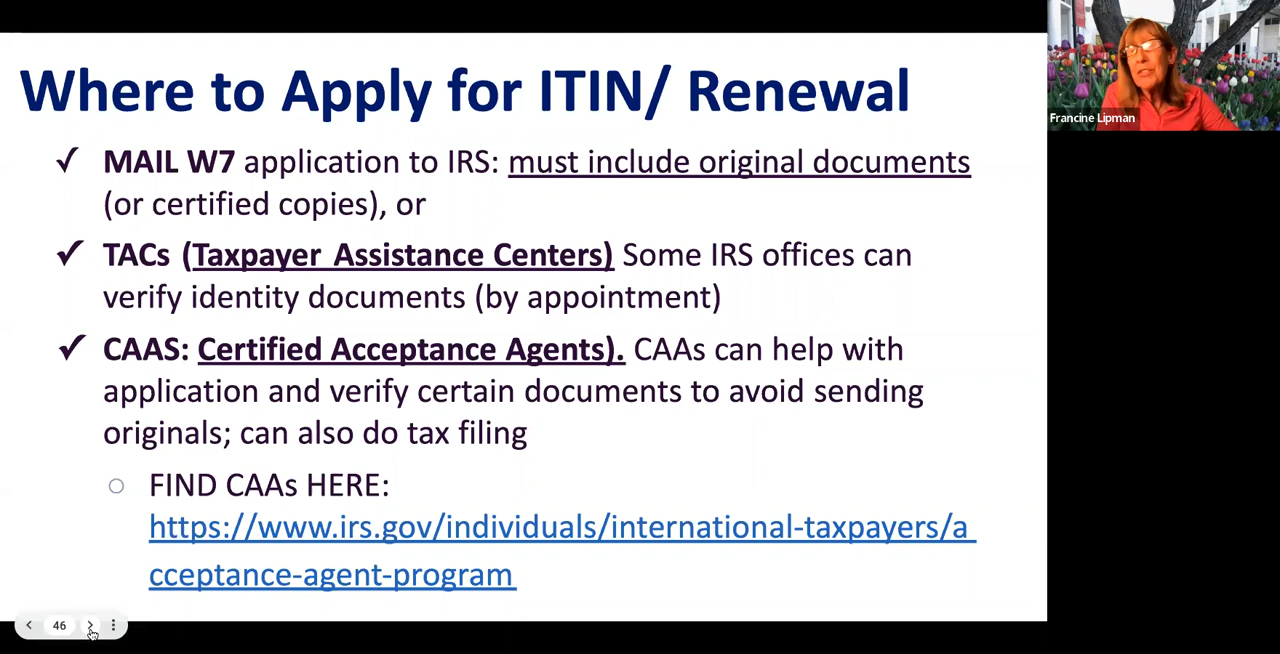 Where to Apply for ITIN/ Renewal
✓ MAIL W7 application to IRS: must include original documents
(or certified copies), or
✓ TACs (Taxpayer Assistance Centers) Some IRS offices can
verify identity documents (by appointment)
✓ CAAS: Certified Acceptance Agents). CAAs can help with
application and verify certain documents to avoid sending
originals; can also do tax filing
○ FIND CAAs HERE:
https://www.irs.gov/individuals/international-taxpayers/a
cceptance-agent-program
46
Francine Lipman